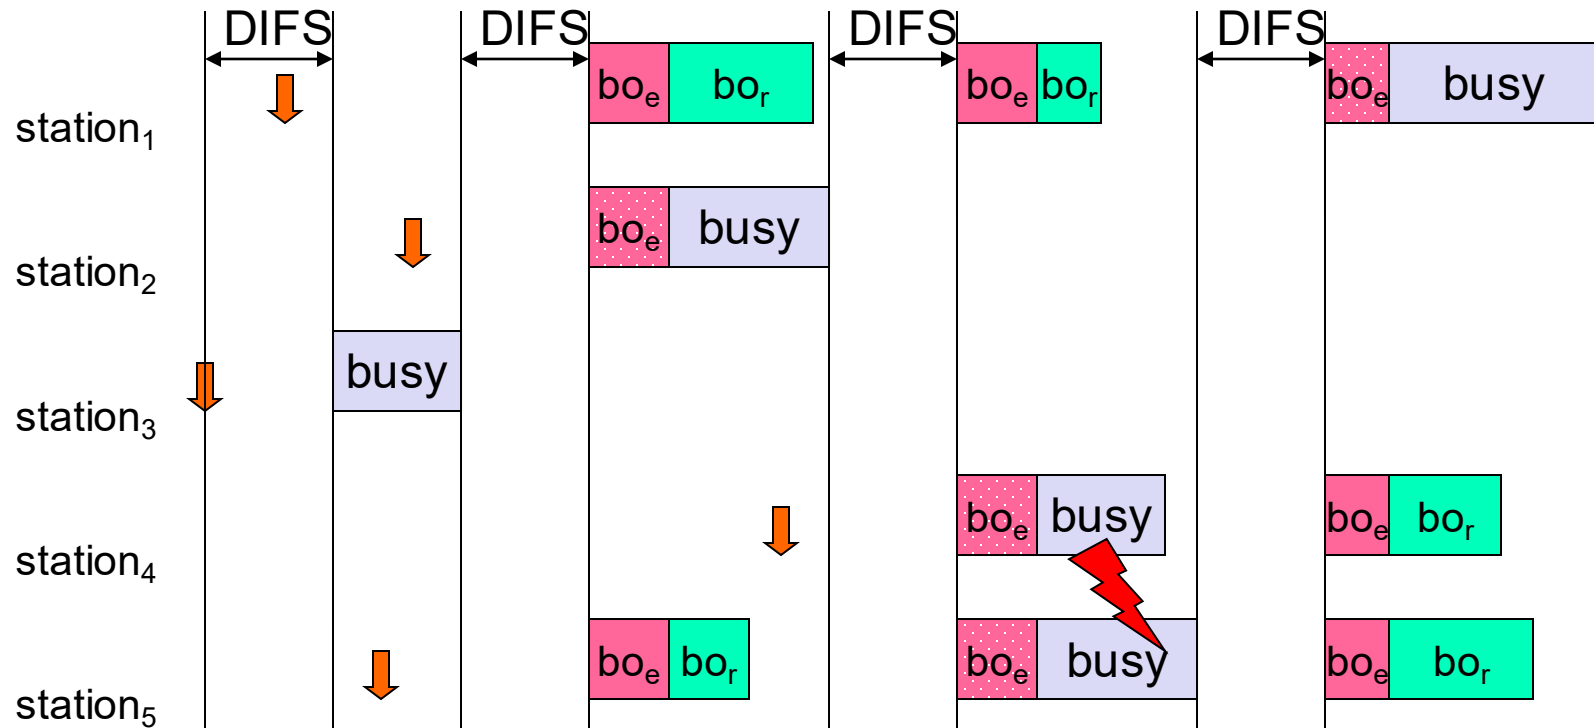 DIFS DIFS DIFS DIFS
station₁ boₑ boᵣ boₑ boᵣ boₑ busy
station₂ boₑ busy
station₃ busy
station₄ boₑ busy boₑ boᵣ
station₅ boₑ boᵣ boₑ busy boₑ boᵣ